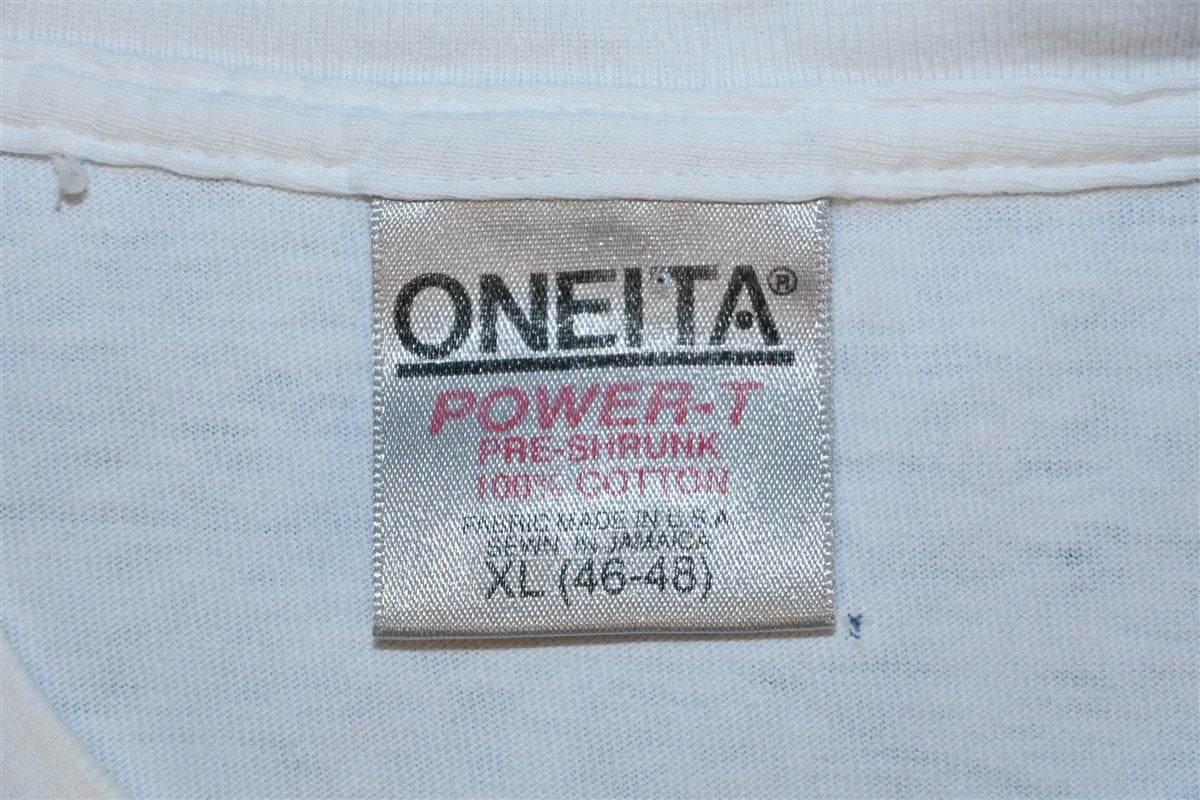 ONEITA®
POWER-T
PRE-SHRUNK
100% COTTON
FABRIC MADE IN U.S.A
SEWN IN JAMAICA
XL (46-48)